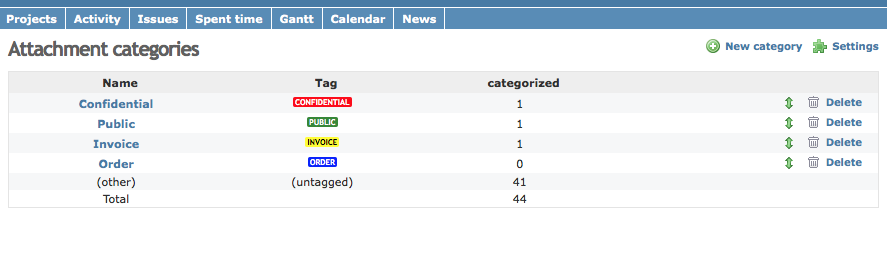 Projects Activity Issues Spent time Gantt Calendar News
Attachment categories New category Settings
Name Tag categorized
Confidential CONFIDENTIAL 1 Delete
Public PUBLIC 1 Delete
Invoice INVOICE 1 Delete
Order ORDER 0 Delete
(other) (untagged) 41
Total 44